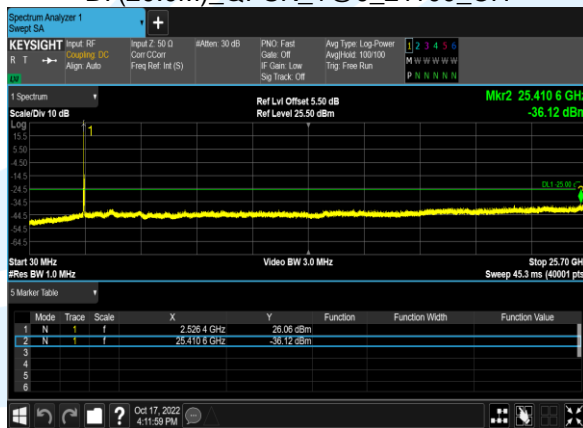 Spectrum Analyzer 1
Swept SA
KEYSIGHT
R T
Input: RF
Coupling: DC
Align: Auto
Input Z: 50 Ω
Corr CCorr
Freq Ref: Int (S)
#Atten: 30 dB
PNO: Fast
Gate: Off
IF Gain: Low
Sig Track: Off
Avg Type: Log-Power
Avg|Hold: 100/100
Trig: Free Run
1 2 3 4 5 6
M W W W W W
P N N N N N
1 Spectrum
Scale/Div 10 dB
Ref Lvl Offset 5.50 dB
Ref Level 25.50 dBm
Mkr2 25.410 6 GHz
-36.12 dBm
Log
15.5
5.50
-4.50
-14.5
-24.5
-34.5
-44.5
-54.5
-64.5
1
DL1 -25.00
Start 30 MHz
#Res BW 1.0 MHz
Video BW 3.0 MHz
Stop 25.70 GH
Sweep 45.3 ms (40001 pts
5 Marker Table
Mode Trace Scale X Y Function Function Width Function Value
1 N 1 f 2.526 4 GHz 26.06 dBm
2 N 1 f 25.410 6 GHz -36.12 dBm
3
4
5
6
?
Oct 17, 2022
4:11:59 PM